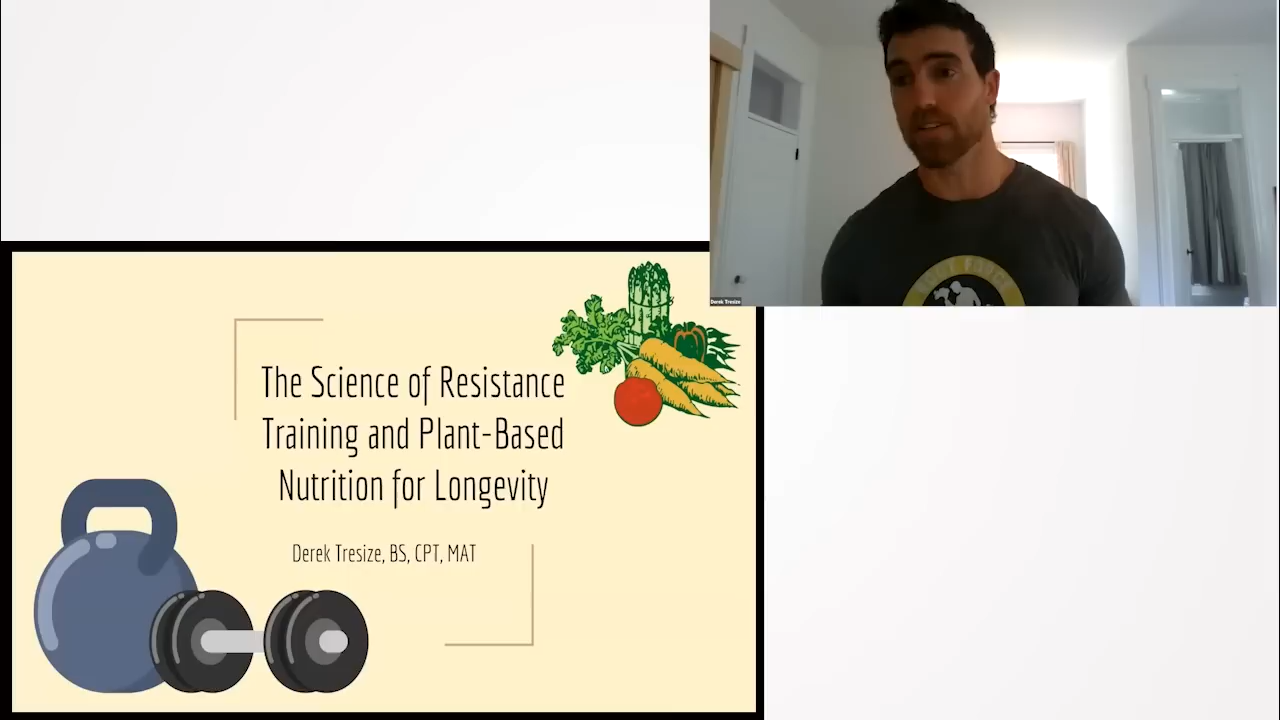 The Science of Resistance
Training and Plant-Based
Nutrition for Longevity
Derek Tresize, BS, CPT, MAT
Derek Tresize